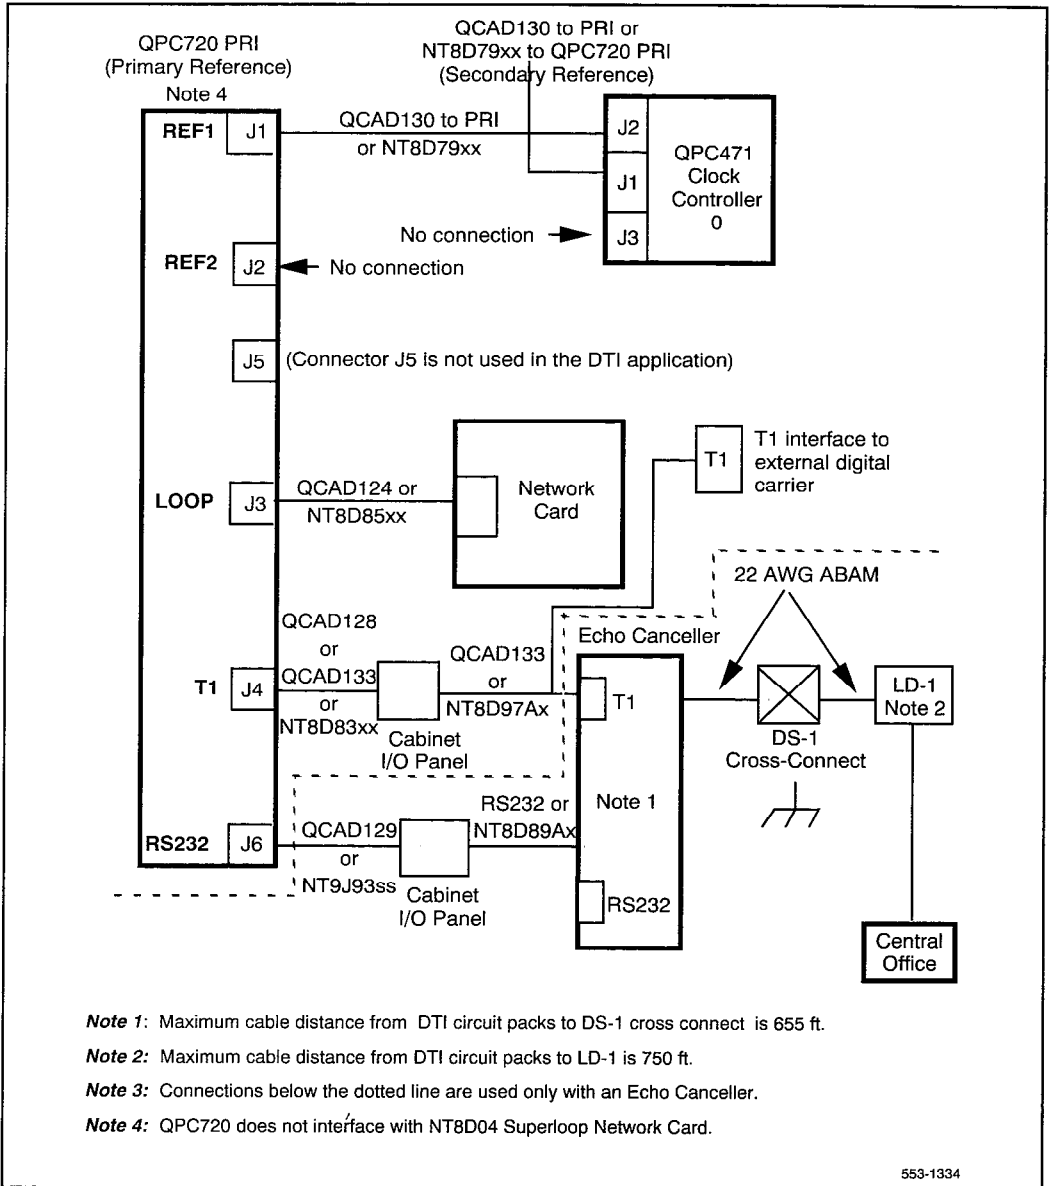 QCAD130 to PRI or
NT8D79xx to QPC720 PRI
(Secondary Reference)
QPC720 PRI
(Primary Reference)
Note 4
REF1
J1
QCAD130 to PRI
or NT8D79xx
J2
J1
J3
QPC471
Clock
Controller
0
No connection
REF2
J2
No connection
J5
(Connector J5 is not used in the DTI application)
T1
T1 interface to
external digital
carrier
LOOP
J3
QCAD124 or
NT8D85xx
Network
Card
22 AWG ABAM
Echo Canceller
QCAD128
or
QCAD133
or
NT8D83xx
T1
J4
Cabinet
I/O Panel
QCAD133
or
NT8D97Ax
T1
DS-1
Cross-Connect
LD-1
Note 2
Note 1
RS232
J6
QCAD129
or
NT9J93ss
Cabinet
I/O Panel
RS232 or
NT8D89Ax
RS232
Central
Office
Note 1: Maximum cable distance from DTI circuit packs to DS-1 cross connect is 655 ft.
Note 2: Maximum cable distance from DTI circuit packs to LD-1 is 750 ft.
Note 3: Connections below the dotted line are used only with an Echo Canceller.
Note 4: QPC720 does not interface with NT8D04 Superloop Network Card.
553-1334